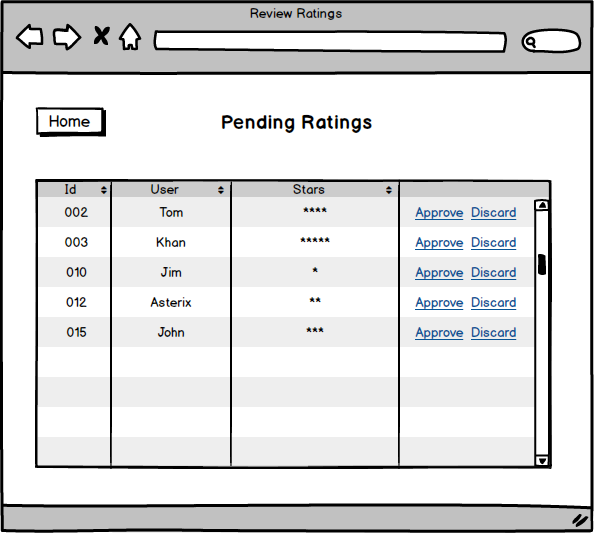 Review Ratings
Home
Pending Ratings
Id User Stars
002 Tom **** Approve Discard
003 Khan ***** Approve Discard
010 Jim * Approve Discard
012 Asterix ** Approve Discard
015 John *** Approve Discard